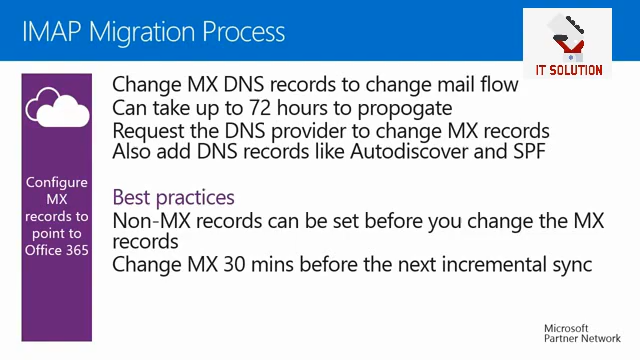 IMAP Migration Process
IT SOLUTION
Change MX DNS records to change mail flow
Can take up to 72 hours to propogate
Request the DNS provider to change MX records
Also add DNS records like Autodiscover and SPF
Configure
MX
records to
point to
Office 365
Best practices
Non-MX records can be set before you change the MX
records
Change MX 30 mins before the next incremental sync
Microsoft
Partner Network